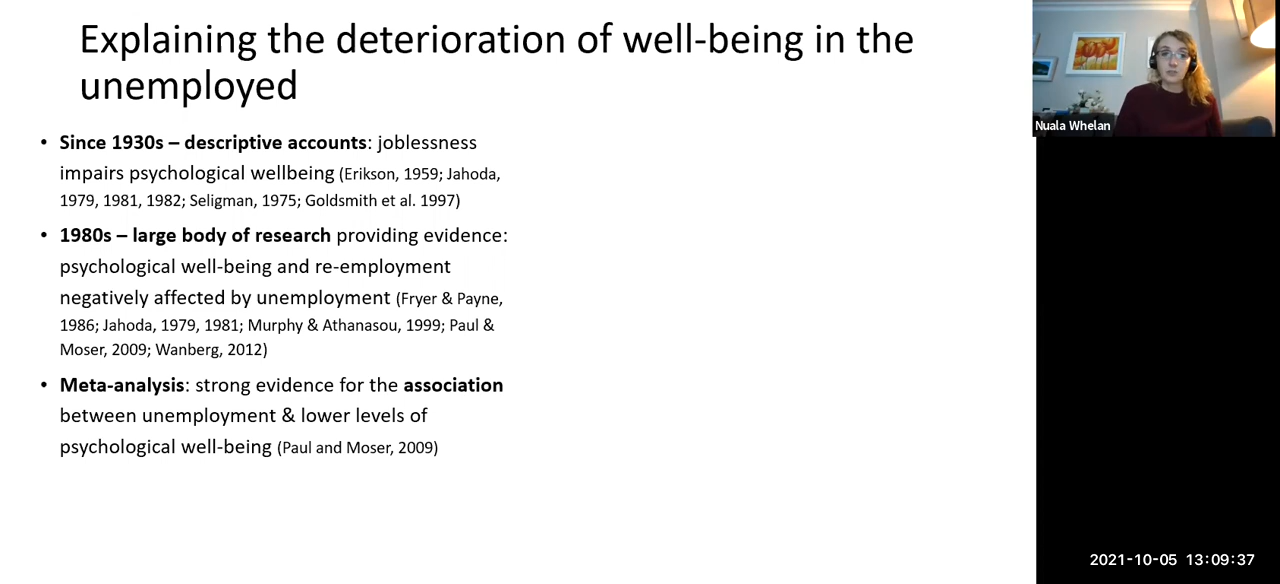 Explaining the deterioration of well-being in the
unemployed
• Since 1930s – descriptive accounts: joblessness
impairs psychological wellbeing (Erikson, 1959; Jahoda,
1979, 1981, 1982; Seligman, 1975; Goldsmith et al. 1997)
• 1980s – large body of research providing evidence:
psychological well-being and re-employment
negatively affected by unemployment (Fryer & Payne,
1986; Jahoda, 1979, 1981; Murphy & Athanasou, 1999; Paul &
Moser, 2009; Wanberg, 2012)
• Meta-analysis: strong evidence for the association
between unemployment & lower levels of
psychological well-being (Paul and Moser, 2009)
Nuala Whelan
2021-10-05 13:09:37